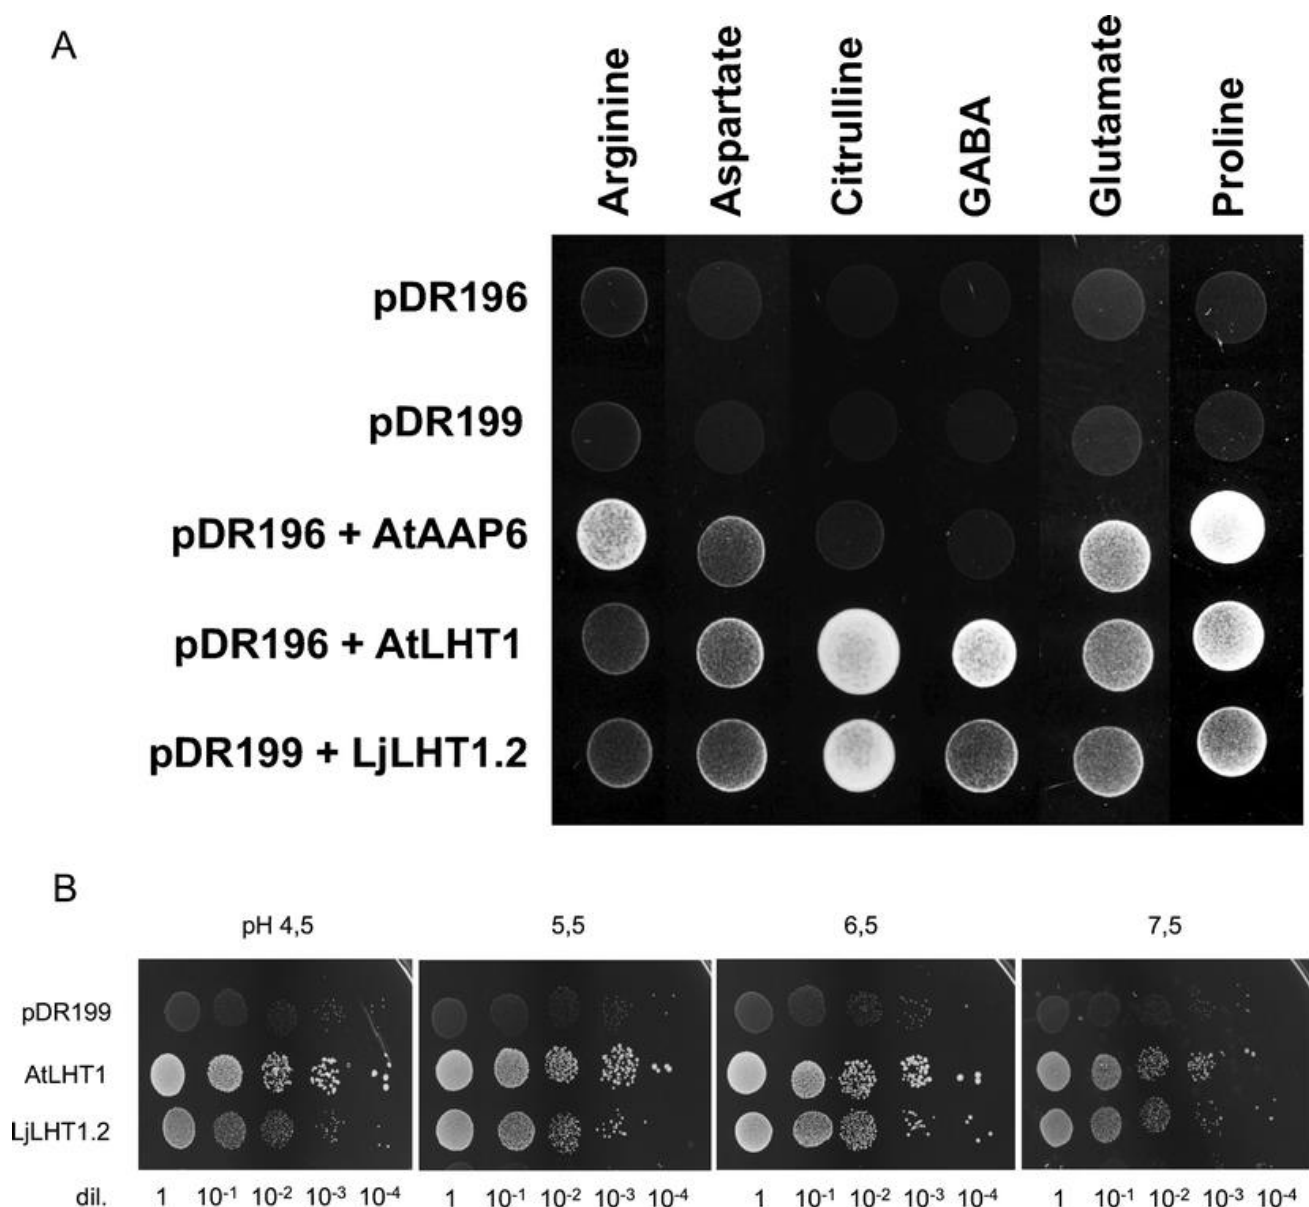 A
Arginine
Aspartate
Citrulline
GABA
Glutamate
Proline
pDR196
pDR199
pDR196 + AtAAP6
pDR196 + AtLHT1
pDR199 + LjLHT1.2
B
pH 4,5 5,5 6,5 7,5
pDR199
AtLHT1
LjLHT1.2
dil. 1 10⁻¹ 10⁻² 10⁻³ 10⁻⁴ 1 10⁻¹ 10⁻² 10⁻³ 10⁻⁴ 1 10⁻¹ 10⁻² 10⁻³ 10⁻⁴ 1 10⁻¹ 10⁻² 10⁻³ 10⁻⁴